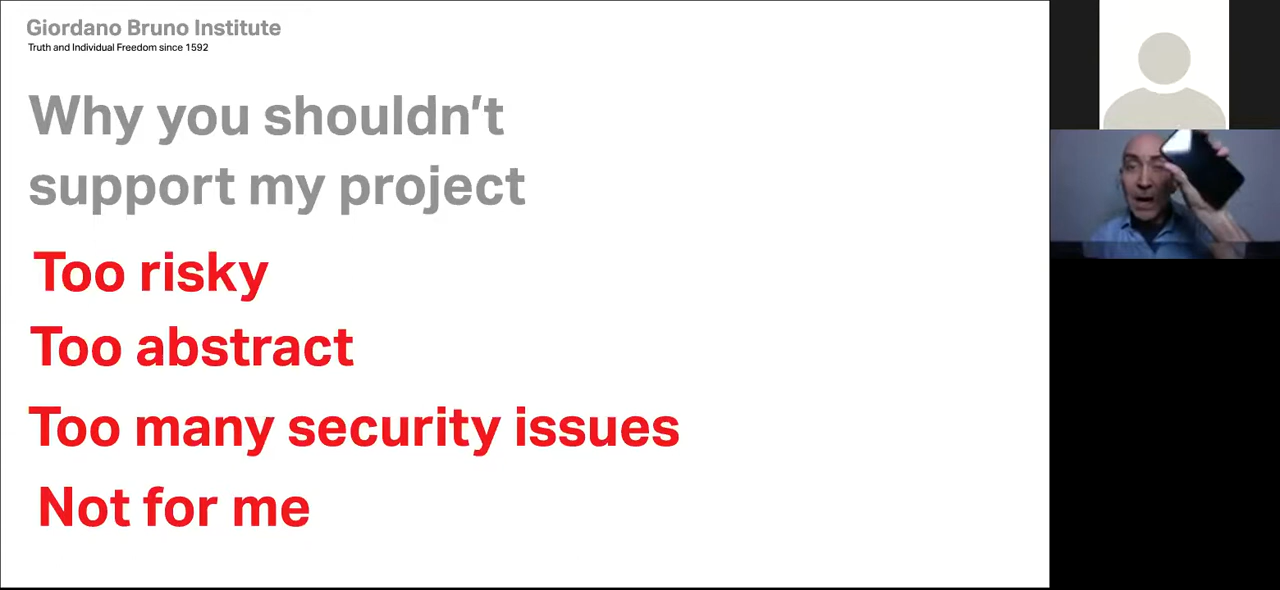 Giordano Bruno Institute
Truth and Individual Freedom since 1592
Why you shouldn't
support my project
Too risky
Too abstract
Too many security issues
Not for me